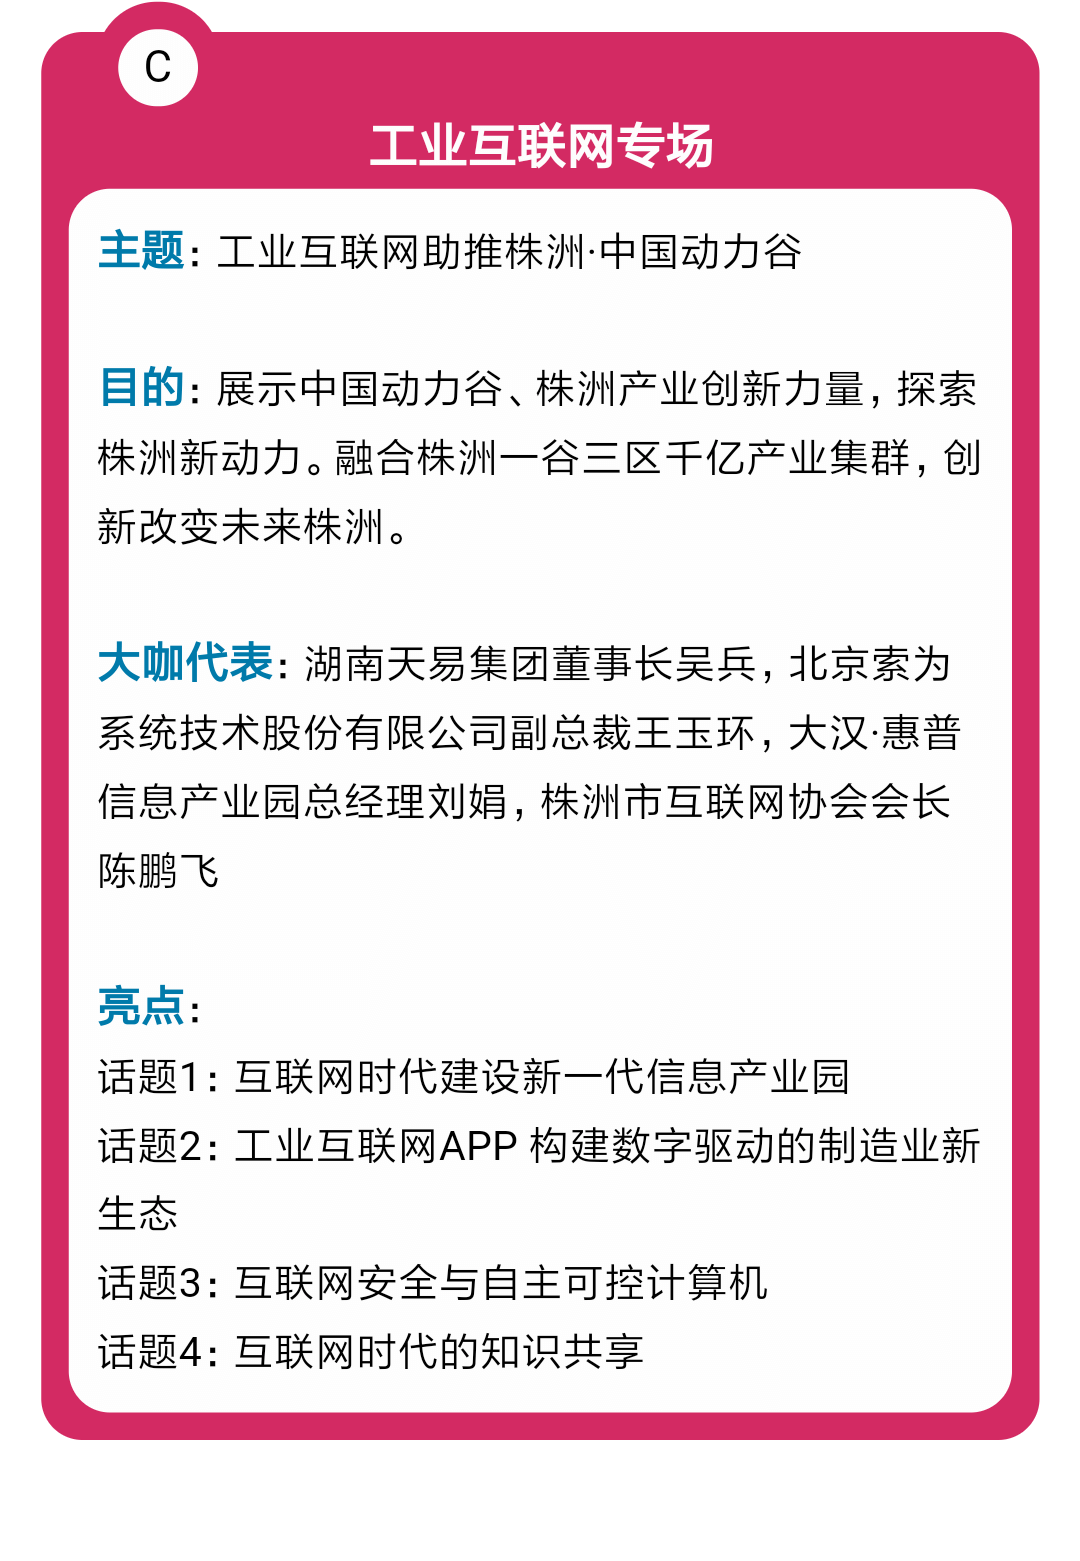 C
工业互联网专场
主题：工业互联网助推株洲·中国动力谷
目的：展示中国动力谷、株洲产业创新力量，探索
株洲新动力。融合株洲一谷三区千亿产业集群，创
新改变未来株洲。
大咖代表：湖南天易集团董事长吴兵，北京索为
系统技术股份有限公司副总裁王玉环，大汉·惠普
信息产业园总经理刘娟，株洲市互联网协会会长
陈鹏飞
亮点：
话题1：互联网时代建设新一代信息产业园
话题2：工业互联网APP 构建数字驱动的制造业新
生态
话题3：互联网安全与自主可控计算机
话题4：互联网时代的知识共享